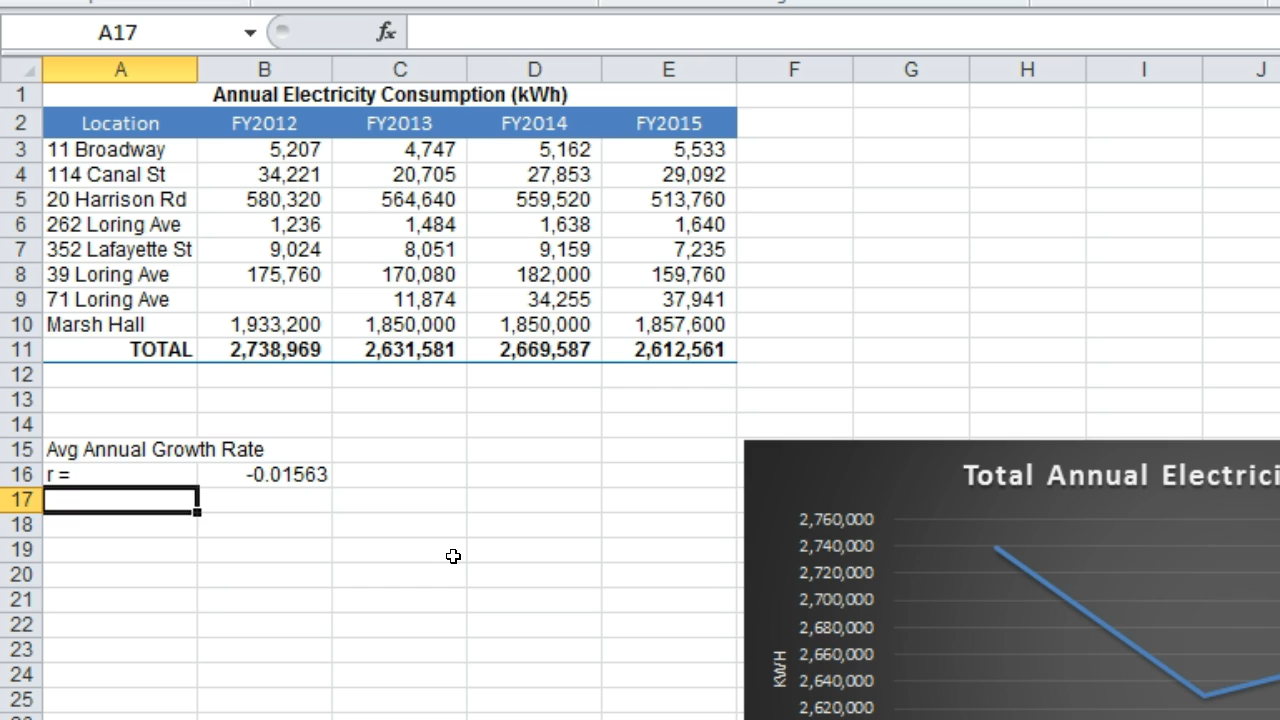 A17 fx
A B C D E F G H I J
1 Annual Electricity Consumption (kWh)
2 Location FY2012 FY2013 FY2014 FY2015
3 11 Broadway 5,207 4,747 5,162 5,533
4 114 Canal St 34,221 20,705 27,853 29,092
5 20 Harrison Rd 580,320 564,640 559,520 513,760
6 262 Loring Ave 1,236 1,484 1,638 1,640
7 352 Lafayette St 9,024 8,051 9,159 7,235
8 39 Loring Ave 175,760 170,080 182,000 159,760
9 71 Loring Ave 11,874 34,255 37,941
10 Marsh Hall 1,933,200 1,850,000 1,850,000 1,857,600
11 TOTAL 2,738,969 2,631,581 2,669,587 2,612,561
12
13
14
15 Avg Annual Growth Rate
16 r = -0.01563
17
18
19
20
21
22
23
24
25
Total Annual Electrici
2,760,000
2,740,000
2,720,000
2,700,000
2,680,000
2,660,000
2,640,000
2,620,000
KWH